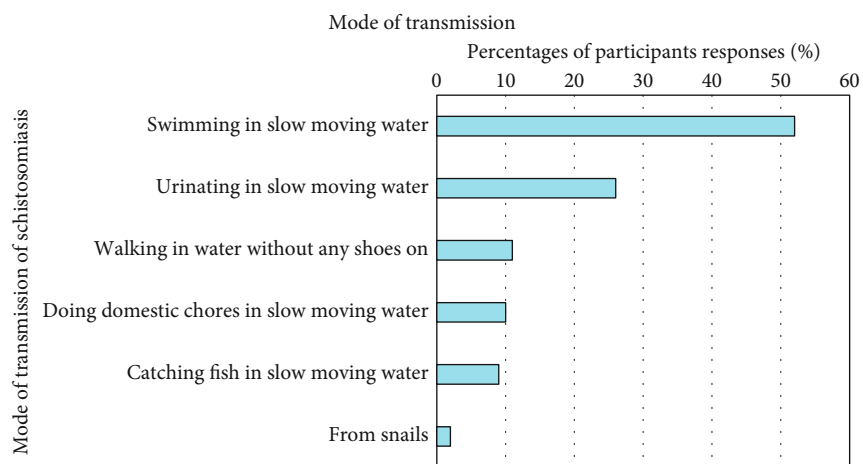 Mode of transmission
Percentages of participants responses (%)
0 10 20 30 40 50 60
Mode of transmission of schistosomiasis
Swimming in slow moving water
Urinating in slow moving water
Walking in water without any shoes on
Doing domestic chores in slow moving water
Catching fish in slow moving water
From snails